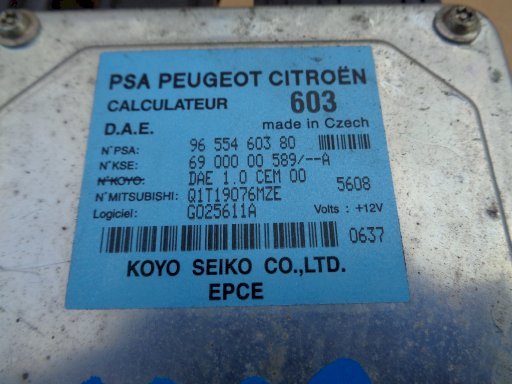 PSA PEUGEOT CITROËN
CALCULATEUR 603
D.A.E. made in Czech
N°PSA: 96 554 603 80
N°KSE: 69 000 00 589/--A
N°KOYO: DAE 1.0 CEM 00 5608
N°MITSUBISHI: Q1T19076MZE
Logiciel: G025611A Volts : +12V
0637
KOYO SEIKO CO.,LTD.
EPCE